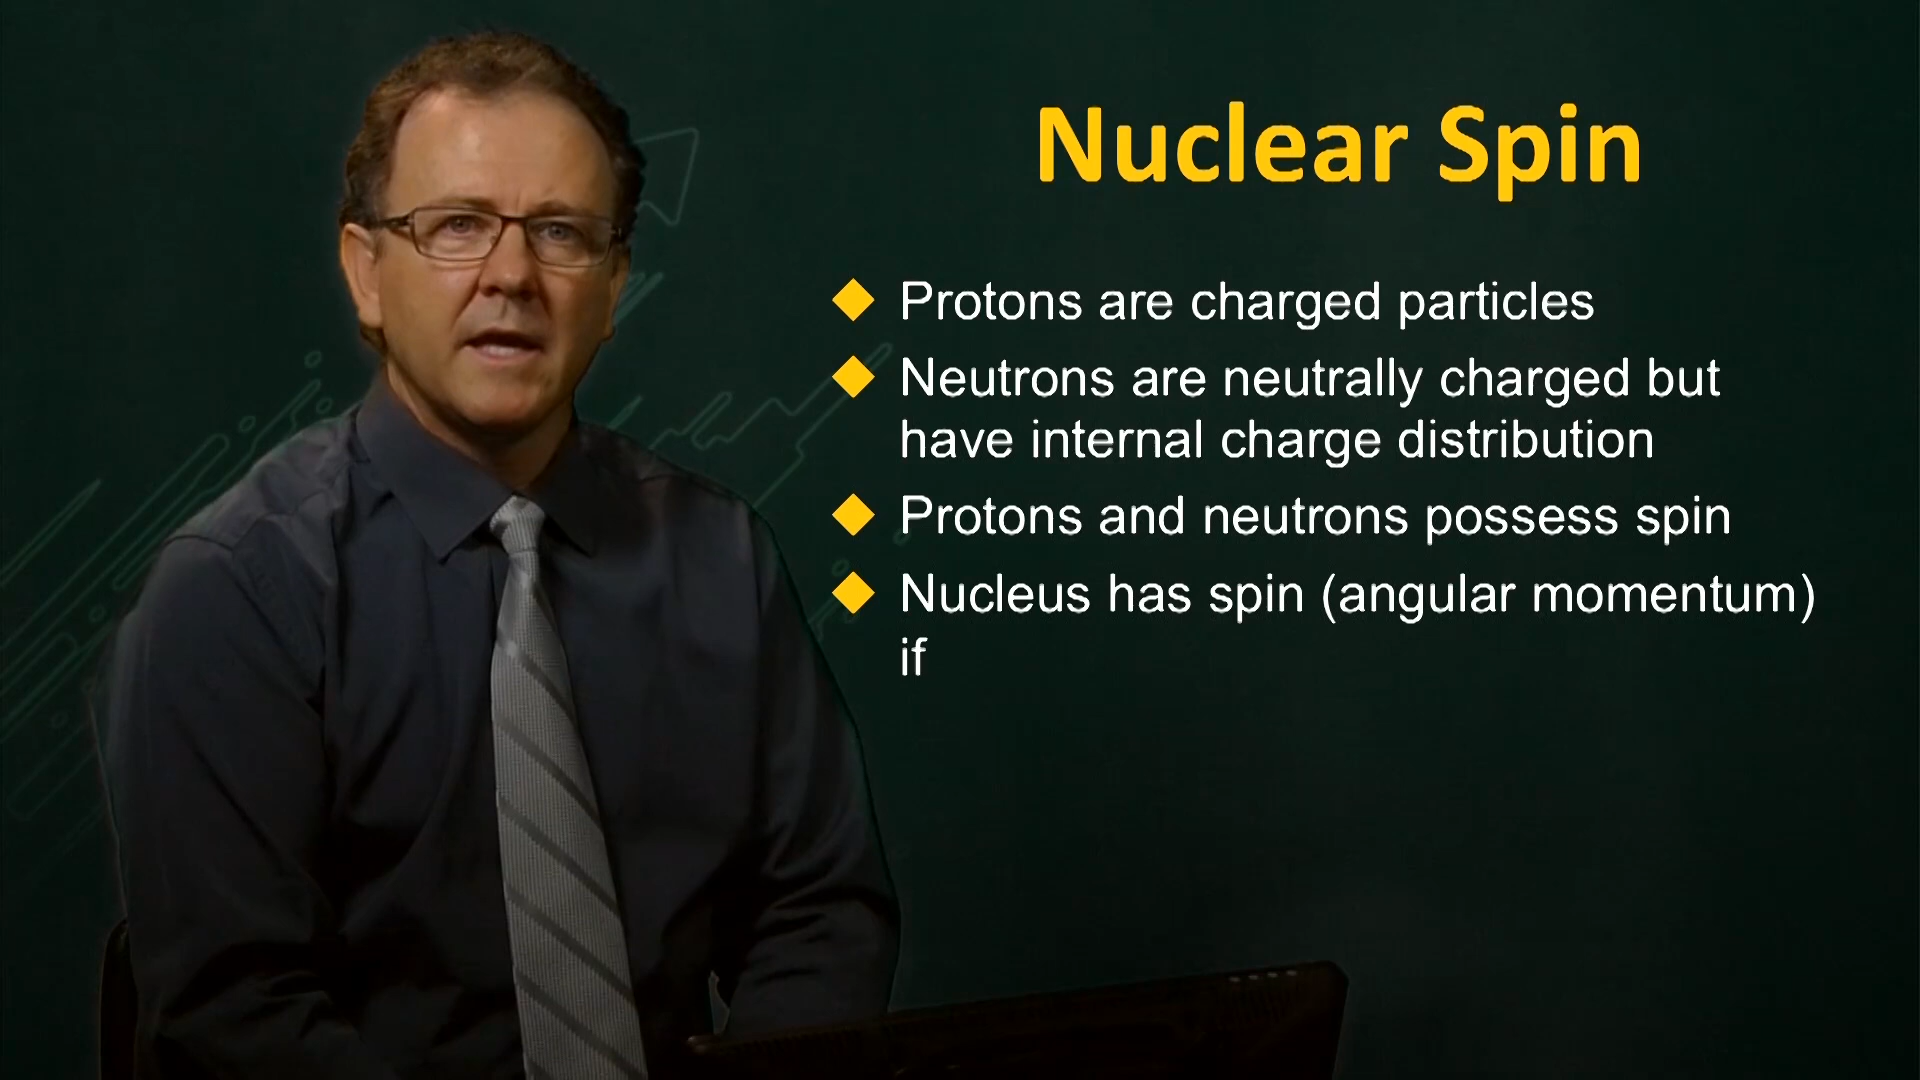 Nuclear Spin
Protons are charged particles
Neutrons are neutrally charged but
have internal charge distribution
Protons and neutrons possess spin
Nucleus has spin (angular momentum)
if